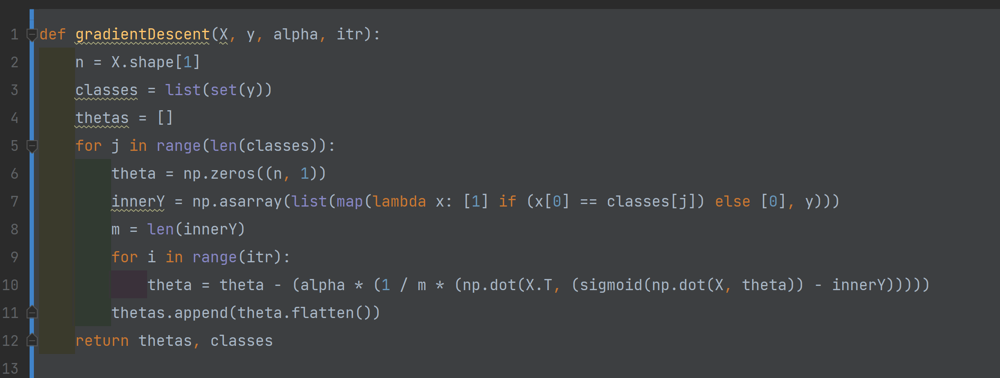 1 def gradientDescent(X, y, alpha, itr):
2     n = X.shape[1]
3     classes = list(set(y))
4     thetas = []
5     for j in range(len(classes)):
6         theta = np.zeros((n, 1))
7         innerY = np.asarray(list(map(lambda x: [1] if (x[0] == classes[j]) else [0], y)))
8         m = len(innerY)
9         for i in range(itr):
10             theta = theta - (alpha * (1 / m * (np.dot(X.T, (sigmoid(np.dot(X, theta)) - innerY)))))
11         thetas.append(theta.flatten())
12     return thetas, classes
13